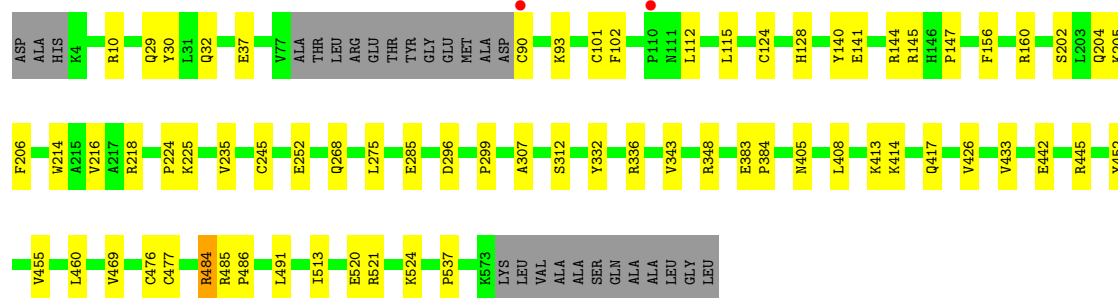 ASP ALA HIS K4 R10 Q29 Y30 L31 Q32 E37 V77 ALA THR LEU ARG GLU THR TYR GLY GLU MET ALA ASP C90 K93 C101 F102 P110 N111 L112 L115 C124 H128 Y140 E141 R144 R145 H146 P147 F156 R160 S202 L203 Q204 K205
F206 W214 A215 V216 A217 R218 P224 K225 V235 C245 E252 Q268 L275 E285 D296 P299 A307 S312 Y332 R336 V343 R348 E383 P384 N405 L408 K413 K414 Q417 V426 V433 E442 R445 Y452
V455 L460 V469 C476 C477 R484 R485 P486 L491 I513 E520 R521 K524 P537 K573 LYS LEU VAL ALA ALA SER GLN ALA ALA LEU GLY LEU